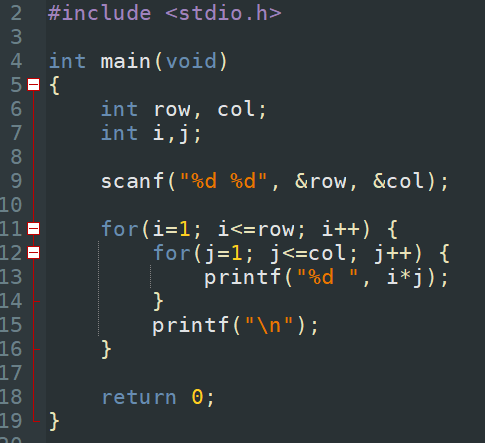 2 #include <stdio.h>
3
4 int main(void)
5 {
6     int row, col;
7     int i,j;
8
9     scanf("%d %d", &row, &col);
10
11     for(i=1; i<=row; i++) {
12         for(j=1; j<=col; j++) {
13             printf("%d ", i*j);
14         }
15         printf("\n");
16     }
17
18     return 0;
19 }